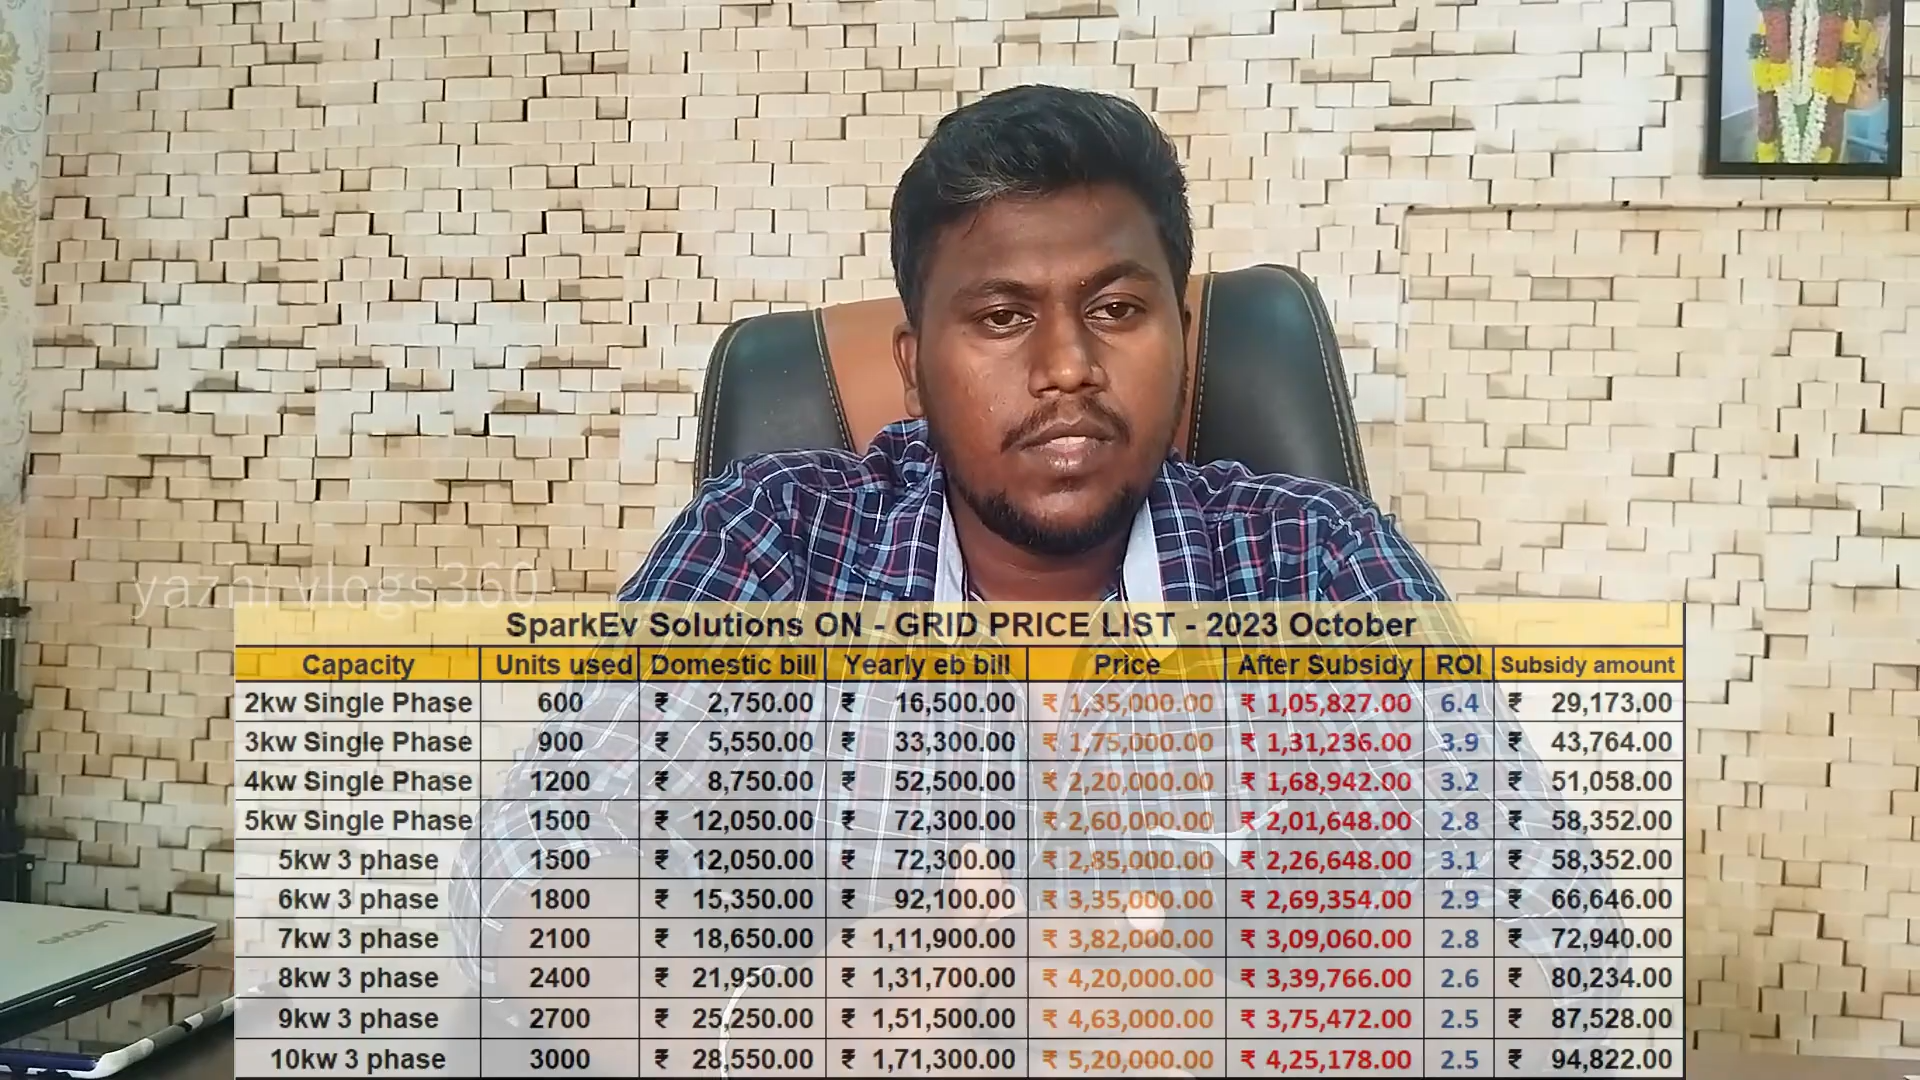 yazhi vlogs360
SparkEv Solutions ON - GRID PRICE LIST - 2023 October
Capacity Units used Domestic bill Yearly eb bill Price After Subsidy ROI Subsidy amount
2kw Single Phase 600 ₹ 2,750.00 ₹ 16,500.00 ₹ 1,35,000.00 ₹ 1,05,827.00 6.4 ₹ 29,173.00
3kw Single Phase 900 ₹ 5,550.00 ₹ 33,300.00 ₹ 1,75,000.00 ₹ 1,31,236.00 3.9 ₹ 43,764.00
4kw Single Phase 1200 ₹ 8,750.00 ₹ 52,500.00 ₹ 2,20,000.00 ₹ 1,68,942.00 3.2 ₹ 51,058.00
5kw Single Phase 1500 ₹ 12,050.00 ₹ 72,300.00 ₹ 2,60,000.00 ₹ 2,01,648.00 2.8 ₹ 58,352.00
5kw 3 phase 1500 ₹ 12,050.00 ₹ 72,300.00 ₹ 2,85,000.00 ₹ 2,26,648.00 3.1 ₹ 58,352.00
6kw 3 phase 1800 ₹ 15,350.00 ₹ 92,100.00 ₹ 3,35,000.00 ₹ 2,69,354.00 2.9 ₹ 66,646.00
7kw 3 phase 2100 ₹ 18,650.00 ₹ 1,11,900.00 ₹ 3,82,000.00 ₹ 3,09,060.00 2.8 ₹ 72,940.00
8kw 3 phase 2400 ₹ 21,950.00 ₹ 1,31,700.00 ₹ 4,20,000.00 ₹ 3,39,766.00 2.6 ₹ 80,234.00
9kw 3 phase 2700 ₹ 25,250.00 ₹ 1,51,500.00 ₹ 4,63,000.00 ₹ 3,75,472.00 2.5 ₹ 87,528.00
10kw 3 phase 3000 ₹ 28,550.00 ₹ 1,71,300.00 ₹ 5,20,000.00 ₹ 4,25,178.00 2.5 ₹ 94,822.00
Lenovo